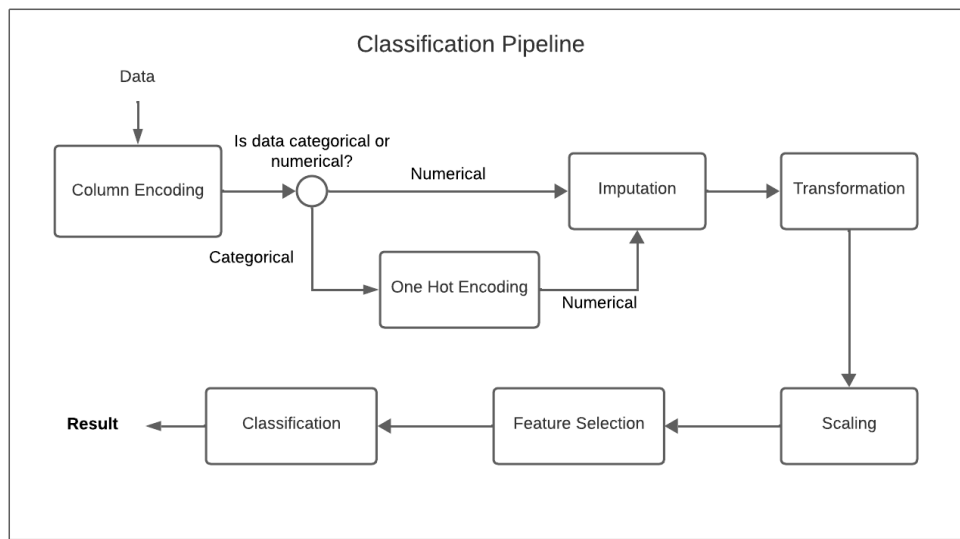 Classification Pipeline
Data
Is data categorical or
numerical?
Column Encoding
Numerical
Imputation
Transformation
Categorical
One Hot Encoding
Numerical
Scaling
Feature Selection
Classification
Result